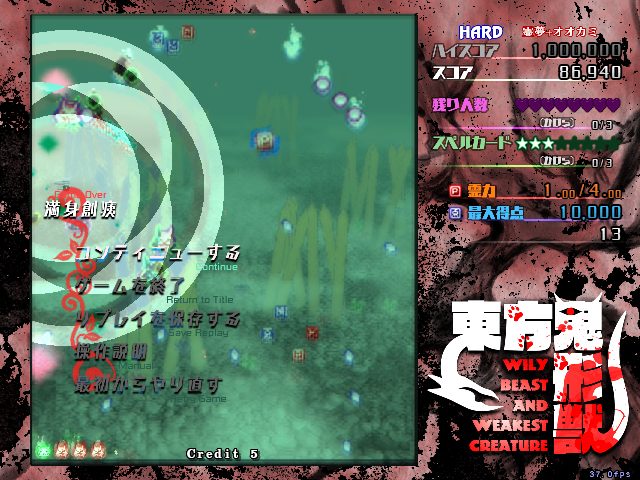 HARD 霊夢+オオカミ
ハイスコア 1,000,000
スコア 86,940
残り人数
(かけら) 0/3
スペルカード ★★★★★★★★★
(かけら) 0/3
P 霊力 1.00/4.00
最大得点 10,000
13
満身創痍
コンティニューする
Continue
ゲームを終了
Return to Title
リプレイを保存する
Save Replay
操作説明
Manual
最初からやり直す
Credit 5
東方鬼形獣
WILY
BEAST
AND
WEAKEST
CREATURE
37.0fps